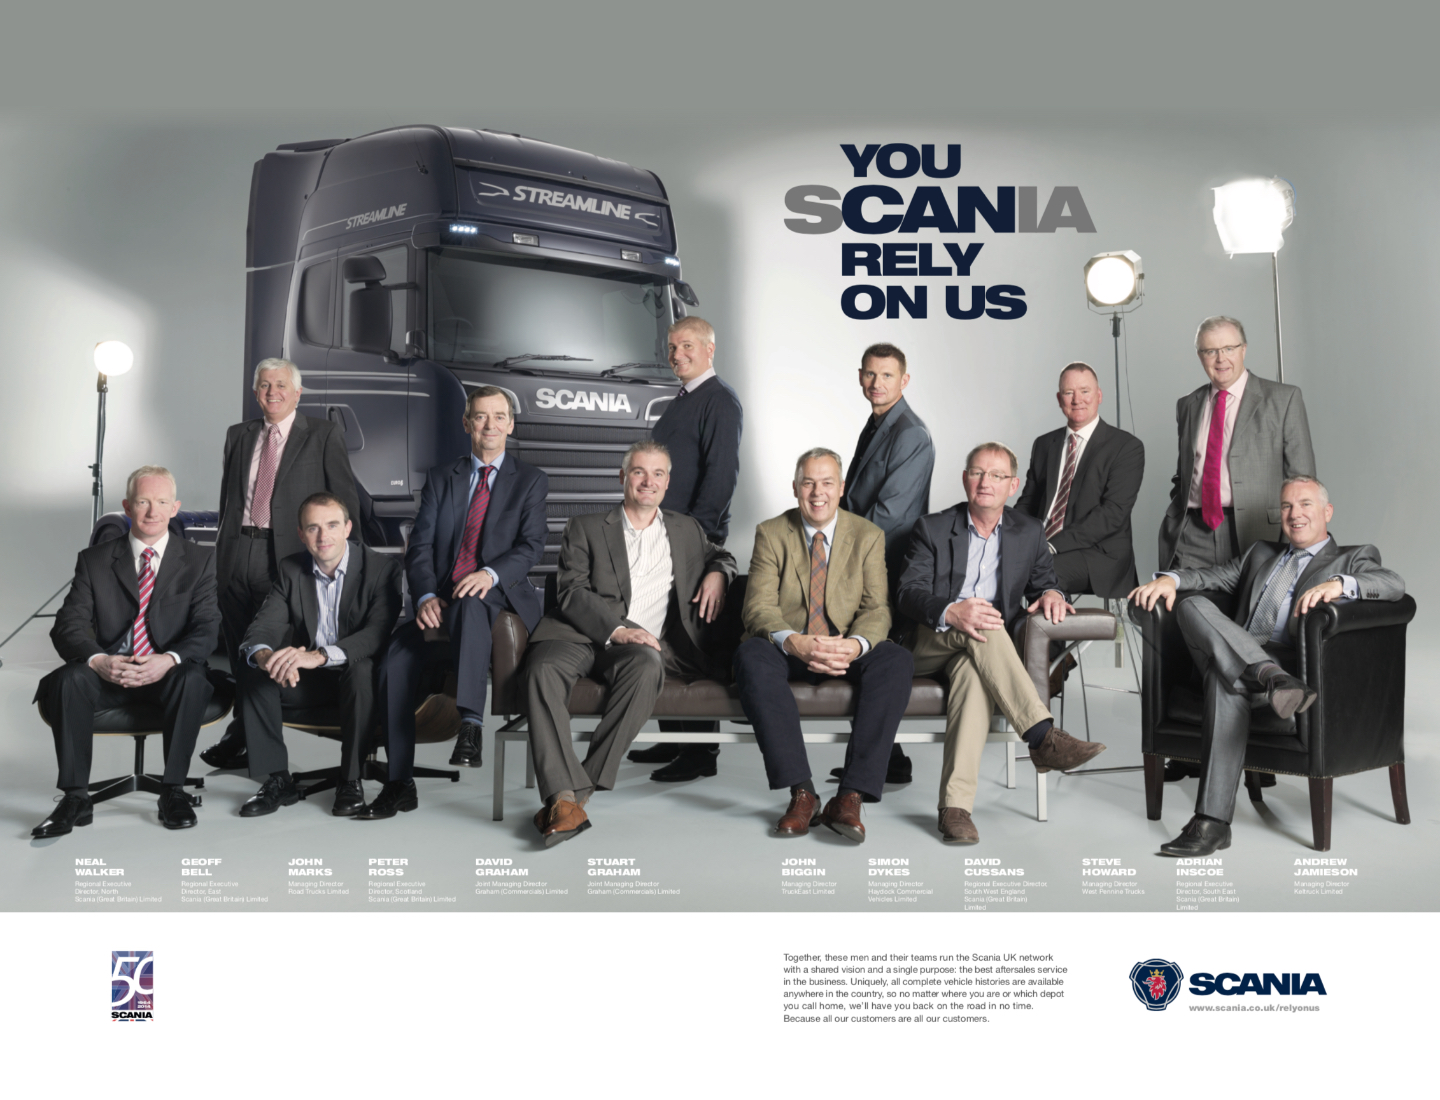 YOU
SCANIA
RELY
ON US
STREAMLINE
STREAMLINE
SCANIA
NEAL
WALKER
Regional Executive
Director, North
Scania (Great Britain) Limited
GEOFF
BELL
Regional Executive
Director, East
Scania (Great Britain) Limited
JOHN
MARKS
Managing Director
Road Trucks Limited
PETER
ROSS
Regional Executive
Director, Scotland
Scania (Great Britain) Limited
DAVID
GRAHAM
Joint Managing Director
Graham (Commercials) Limited
STUART
GRAHAM
Joint Managing Director
Graham (Commercials) Limited
JOHN
BIGGIN
Managing Director
TruckEast Limited
SIMON
DYKES
Managing Director
Haydock Commercial
Vehicles Limited
DAVID
CUSSANS
Regional Executive Director,
South West England
Scania (Great Britain)
Limited
STEVE
HOWARD
Managing Director
West Pennine Trucks
ADRIAN
INSCOE
Regional Executive
Director, South East
Scania (Great Britain)
Limited
ANDREW
JAMIESON
Managing Director
Keltruck Limited
50
1964
2014
SCANIA
Together, these men and their teams run the Scania UK network
with a shared vision and a single purpose: the best aftersales service
in the business. Uniquely, all complete vehicle histories are available
anywhere in the country, so no matter where you are or which depot
you call home, we'll have you back on the road in no time.
Because all our customers are all our customers.
SCANIA
www.scania.co.uk/relyonus